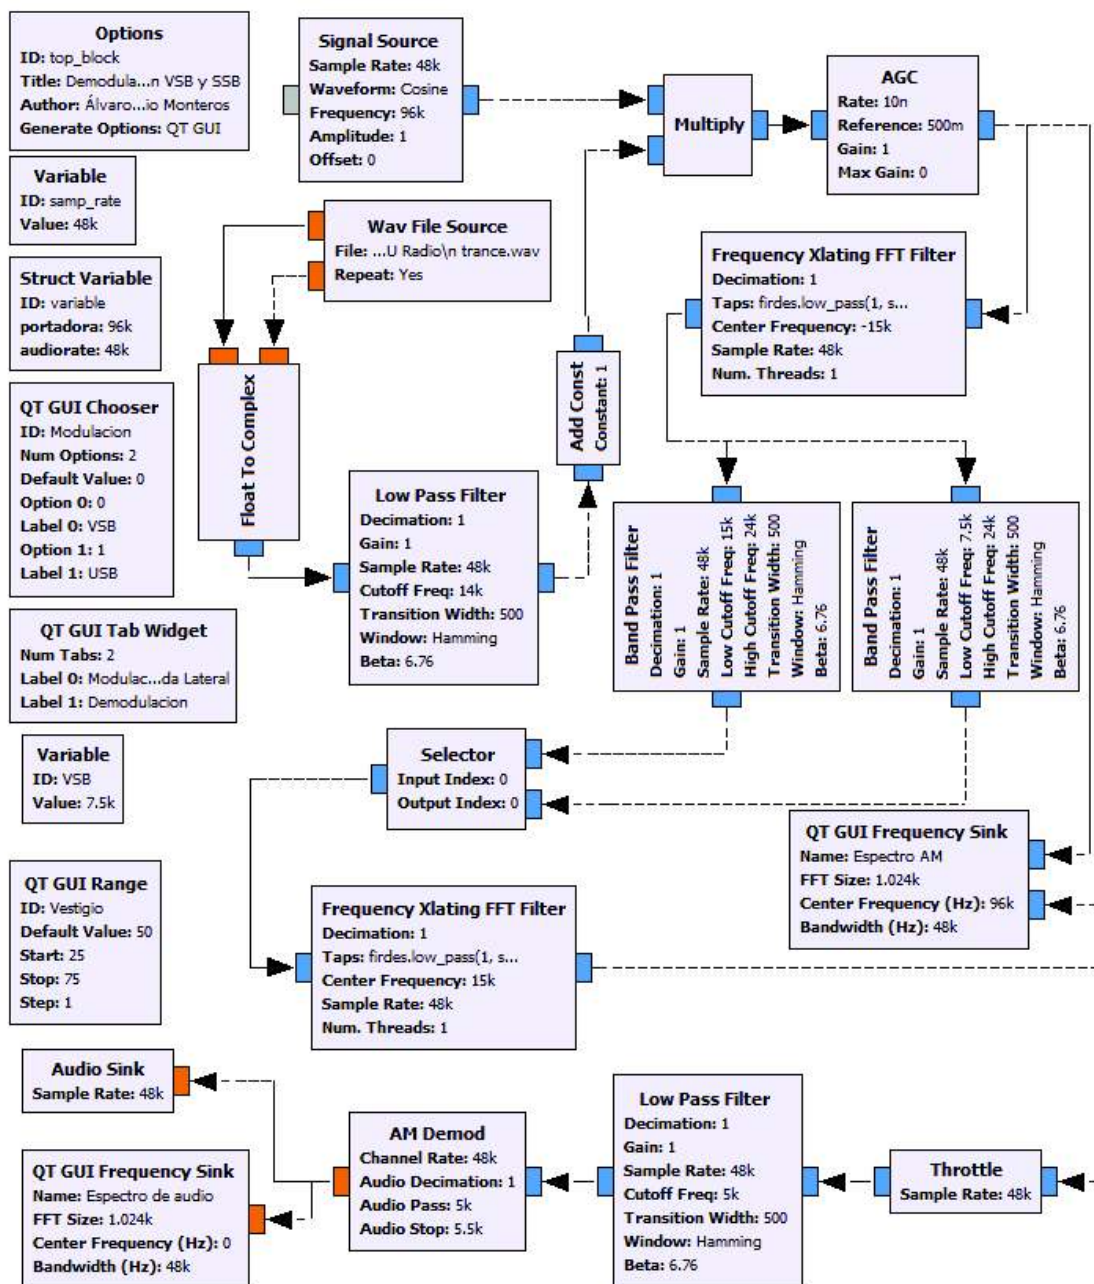 Options
ID: top_block
Title: Demodula...n VSB y SSB
Author: Álvaro...io Monteros
Generate Options: QT GUI
Variable
ID: samp_rate
Value: 48k
Struct Variable
ID: variable
portadora: 96k
audiorate: 48k
QT GUI Chooser
ID: Modulacion
Num Options: 2
Default Value: 0
Option 0: 0
Label 0: VSB
Option 1: 1
Label 1: USB
QT GUI Tab Widget
Num Tabs: 2
Label 0: Modulac...da Lateral
Label 1: Demodulacion
Variable
ID: VSB
Value: 7.5k
QT GUI Range
ID: Vestigio
Default Value: 50
Start: 25
Stop: 75
Step: 1
Signal Source
Sample Rate: 48k
Waveform: Cosine
Frequency: 96k
Amplitude: 1
Offset: 0
Multiply
AGC
Rate: 10n
Reference: 500m
Gain: 1
Max Gain: 0
Wav File Source
File: ...U Radio\n trance.wav
Repeat: Yes
Float To Complex
Low Pass Filter
Decimation: 1
Gain: 1
Sample Rate: 48k
Cutoff Freq: 14k
Transition Width: 500
Window: Hamming
Beta: 6.76
Add Const
Constant: 1
Frequency Xlating FFT Filter
Decimation: 1
Taps: firdes.low_pass(1, s...
Center Frequency: -15k
Sample Rate: 48k
Num. Threads: 1
Band Pass Filter
Decimation: 1
Gain: 1
Sample Rate: 48k
Low Cutoff Freq: 15k
High Cutoff Freq: 24k
Transition Width: 500
Window: Hamming
Beta: 6.76
Band Pass Filter
Decimation: 1
Gain: 1
Sample Rate: 48k
Low Cutoff Freq: 7.5k
High Cutoff Freq: 24k
Transition Width: 500
Window: Hamming
Beta: 6.76
Selector
Input Index: 0
Output Index: 0
QT GUI Frequency Sink
Name: Espectro AM
FFT Size: 1.024k
Center Frequency (Hz): 96k
Bandwidth (Hz): 48k
Frequency Xlating FFT Filter
Decimation: 1
Taps: firdes.low_pass(1, s...
Center Frequency: 15k
Sample Rate: 48k
Num. Threads: 1
Audio Sink
Sample Rate: 48k
QT GUI Frequency Sink
Name: Espectro de audio
FFT Size: 1.024k
Center Frequency (Hz): 0
Bandwidth (Hz): 48k
AM Demod
Channel Rate: 48k
Audio Decimation: 1
Audio Pass: 5k
Audio Stop: 5.5k
Low Pass Filter
Decimation: 1
Gain: 1
Sample Rate: 48k
Cutoff Freq: 5k
Transition Width: 500
Window: Hamming
Beta: 6.76
Throttle
Sample Rate: 48k